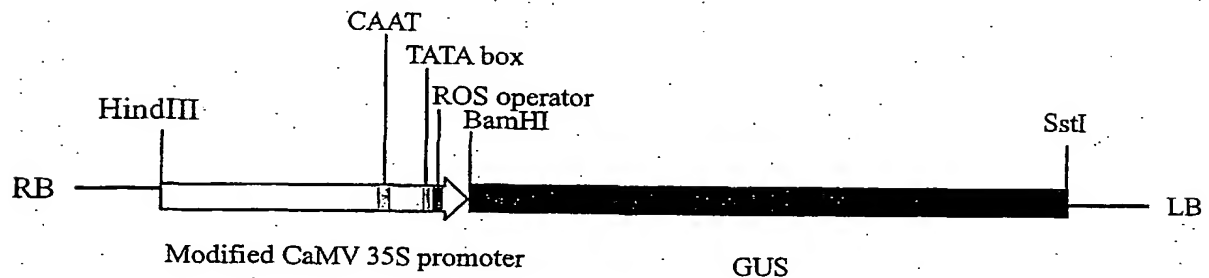 CAAT
TATA box
HindIII
ROS operator
BamHI
SstI
RB
LB
Modified CaMV 35S promoter
GUS